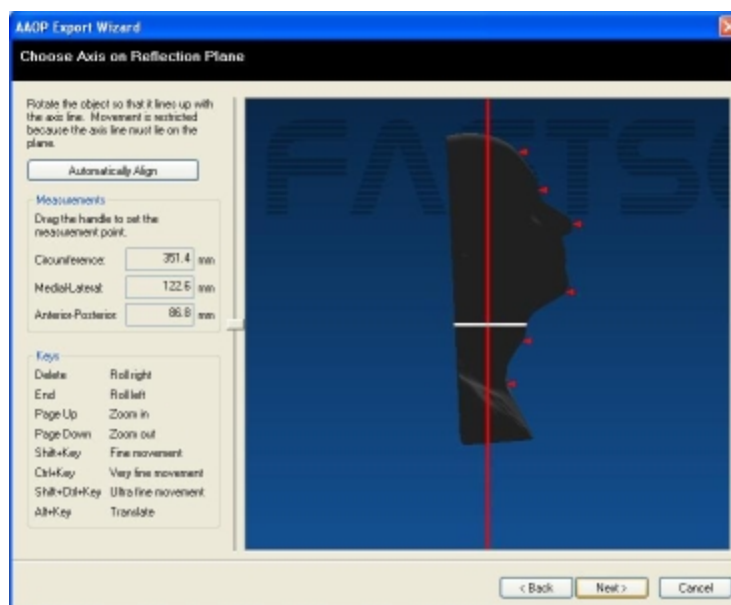 AAOP Export Wizard
Choose Axis on Reflection Plane
Rotate the object so that it lines up with
the axis line. Movement is restricted
because the axis line must lie on the
plane.
Automatically Align
Measurements
Drag the handle to set the
measurement point.
Circumference: 351.4 mm
Medial-Lateral: 122.6 mm
Anterior-Posterior: 86.8 mm
Keys
Delete Roll right
End Roll left
Page Up Zoom in
Page Down Zoom out
Shift+Key Fine movement
Ctrl+Key Very fine movement
Shift+Ctrl+Key Ultra fine movement
Alt+Key Translate
< Back
Next >
Cancel